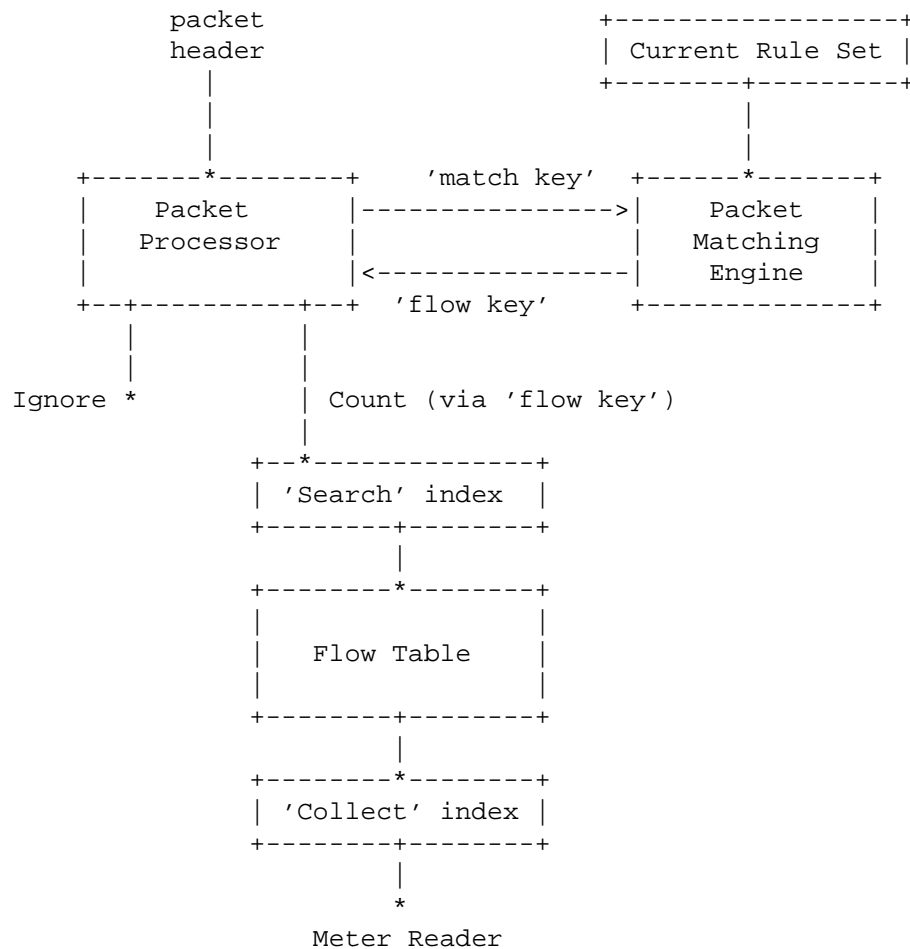 packet
header
Current Rule Set
'match key'
Packet
Processor
Packet
Matching
Engine
'flow key'
Ignore *
Count (via 'flow key')
'Search' index
Flow Table
'Collect' index
Meter Reader